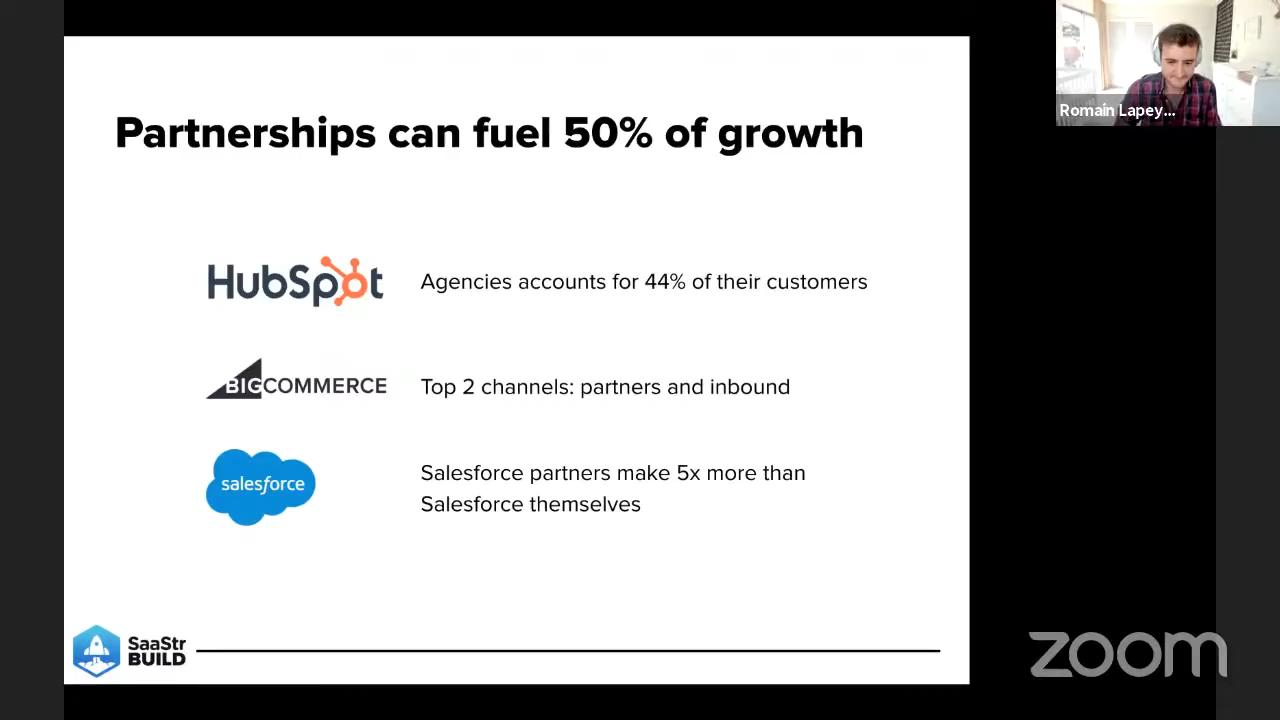 Partnerships can fuel 50% of growth
HubSpot
Agencies accounts for 44% of their customers
BIGCOMMERCE
Top 2 channels: partners and inbound
salesforce
Salesforce partners make 5x more than
Salesforce themselves
SaaStr
BUILD
Romain Lapey...
zoom